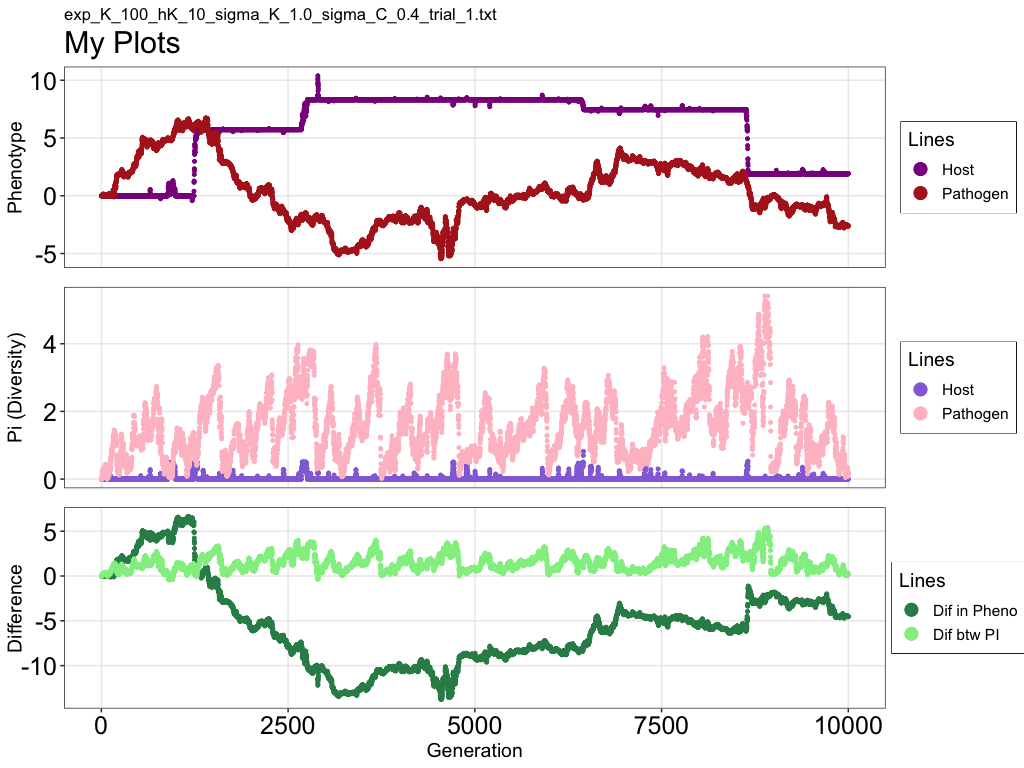 exp_K_100_hK_10_sigma_K_1.0_sigma_C_0.4_trial_1.txt
My Plots
Phenotype
10
5
0
-5
Lines
Host
Pathogen
Pi (Diversity)
4
2
0
Lines
Host
Pathogen
Difference
5
0
-5
-10
Lines
Dif in Pheno
Dif btw PI
0 2500 5000 7500 10000
Generation